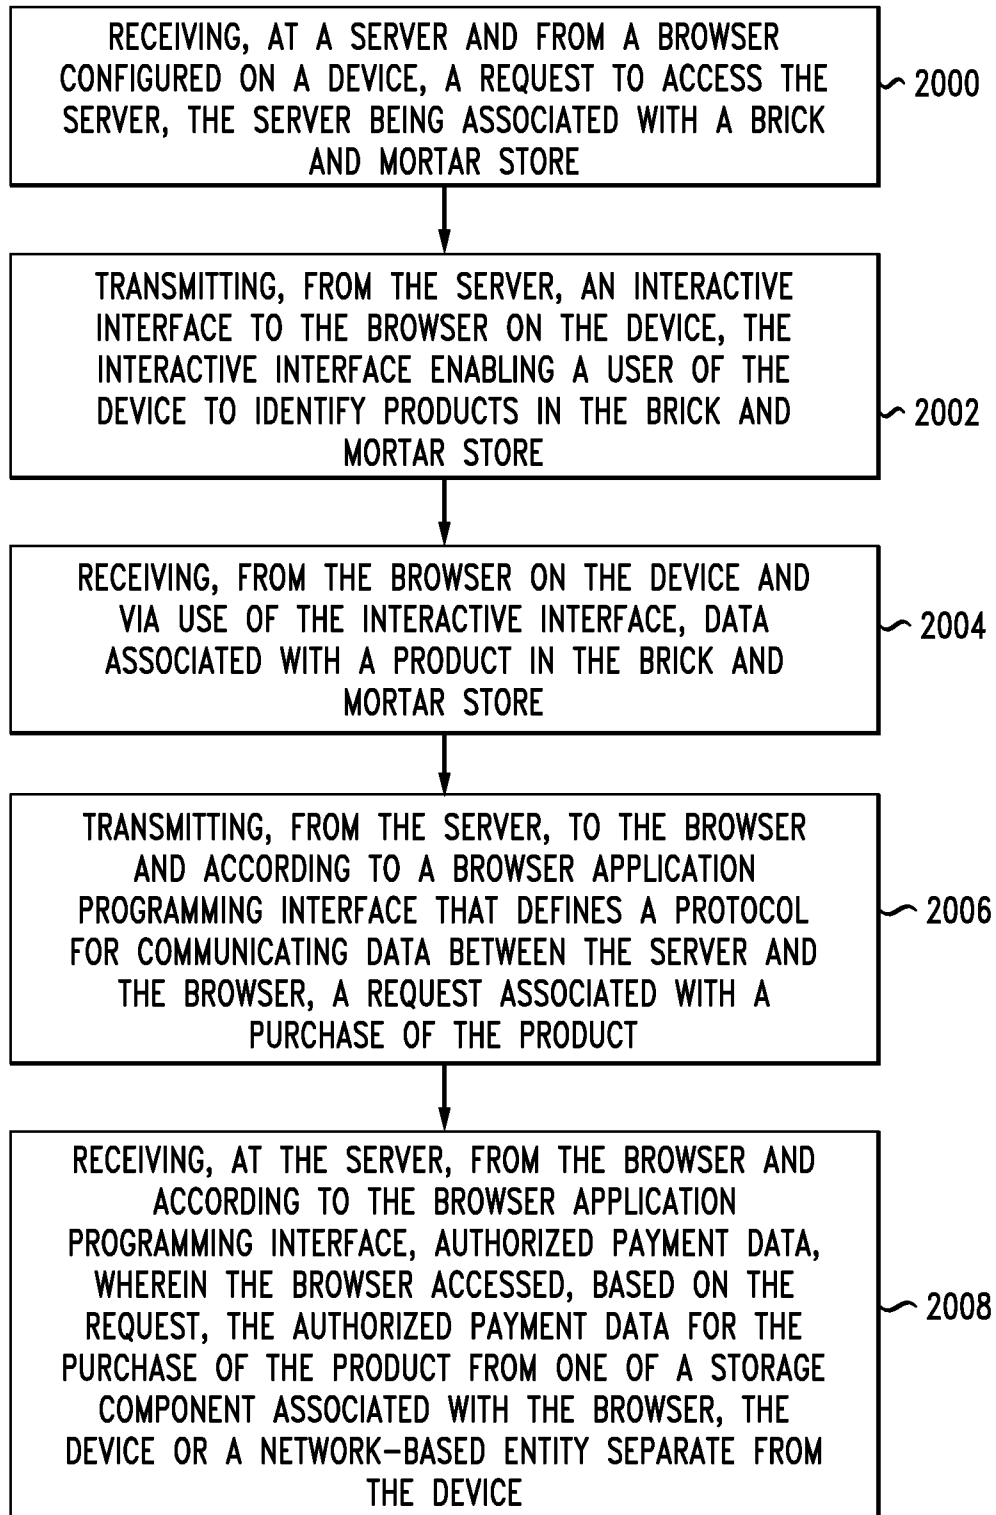 RECEIVING, AT A SERVER AND FROM A BROWSER
CONFIGURED ON A DEVICE, A REQUEST TO ACCESS THE
SERVER, THE SERVER BEING ASSOCIATED WITH A BRICK
AND MORTAR STORE
2000
TRANSMITTING, FROM THE SERVER, AN INTERACTIVE
INTERFACE TO THE BROWSER ON THE DEVICE, THE
INTERACTIVE INTERFACE ENABLING A USER OF THE
DEVICE TO IDENTIFY PRODUCTS IN THE BRICK AND
MORTAR STORE
2002
RECEIVING, FROM THE BROWSER ON THE DEVICE AND
VIA USE OF THE INTERACTIVE INTERFACE, DATA
ASSOCIATED WITH A PRODUCT IN THE BRICK AND
MORTAR STORE
2004
TRANSMITTING, FROM THE SERVER, TO THE BROWSER
AND ACCORDING TO A BROWSER APPLICATION
PROGRAMMING INTERFACE THAT DEFINES A PROTOCOL
FOR COMMUNICATING DATA BETWEEN THE SERVER AND
THE BROWSER, A REQUEST ASSOCIATED WITH A
PURCHASE OF THE PRODUCT
2006
RECEIVING, AT THE SERVER, FROM THE BROWSER AND
ACCORDING TO THE BROWSER APPLICATION
PROGRAMMING INTERFACE, AUTHORIZED PAYMENT DATA,
WHEREIN THE BROWSER ACCESSED, BASED ON THE
REQUEST, THE AUTHORIZED PAYMENT DATA FOR THE
PURCHASE OF THE PRODUCT FROM ONE OF A STORAGE
COMPONENT ASSOCIATED WITH THE BROWSER, THE
DEVICE OR A NETWORK-BASED ENTITY SEPARATE FROM
THE DEVICE
2008